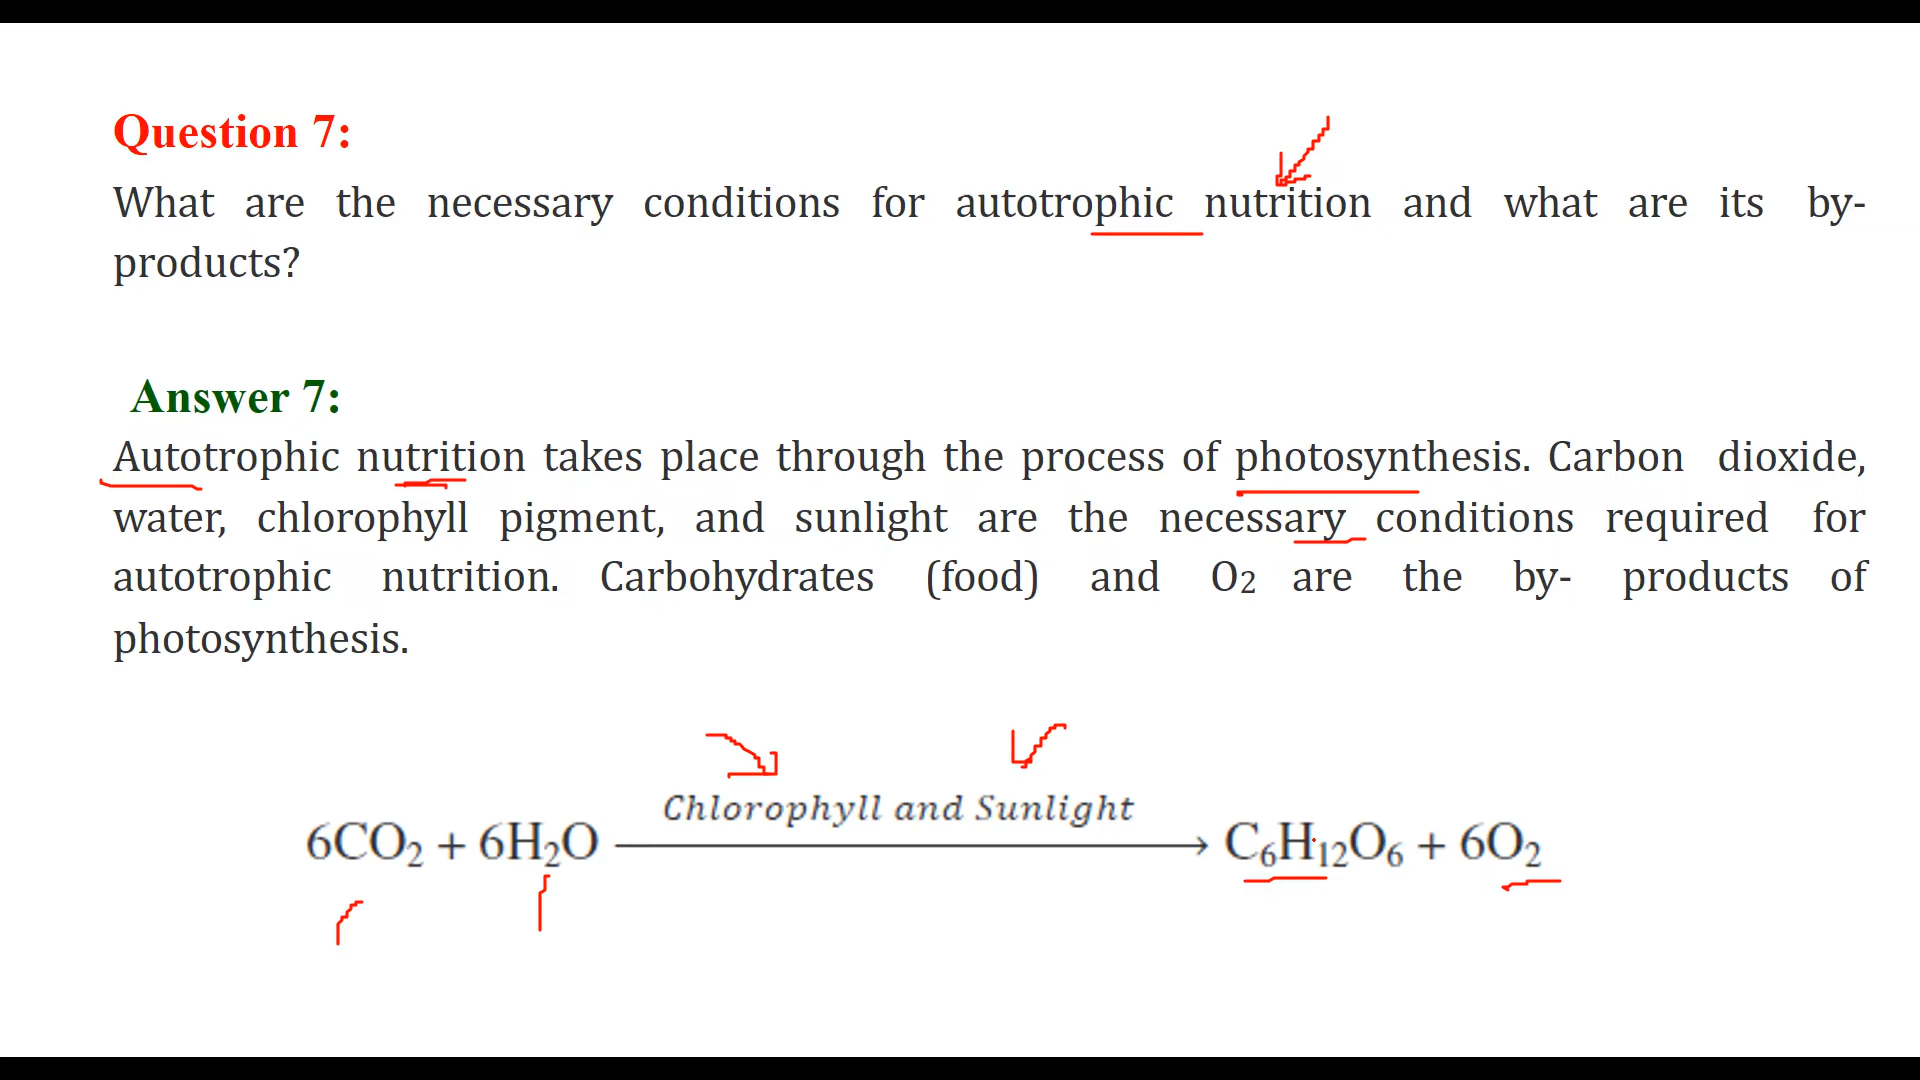 Question 7:
What are the necessary conditions for autotrophic nutrition and what are its by-
products?
Answer 7:
Autotrophic nutrition takes place through the process of photosynthesis. Carbon dioxide,
water, chlorophyll pigment, and sunlight are the necessary conditions required for
autotrophic nutrition. Carbohydrates (food) and O2 are the by- products of
photosynthesis.
Chlorophyll and Sunlight
6CO₂ + 6H₂O ⟶ C₆H₁₂O₆ + 6O₂